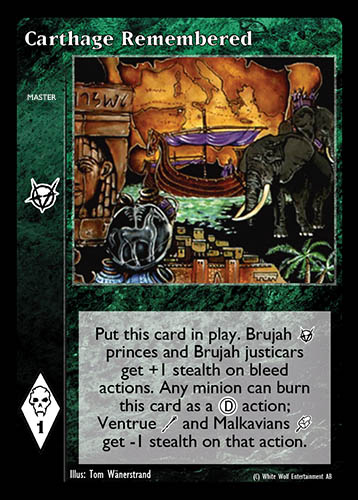 Carthage Remembered
MASTER
Put this card in play. Brujah
princes and Brujah justicars
get +1 stealth on bleed
actions. Any minion can burn
this card as a Ⓓ action;
Ventrue and Malkavians
get -1 stealth on that action.
1
Illus: Tom Wänerstrand
(C) White Wolf Entertainment AB